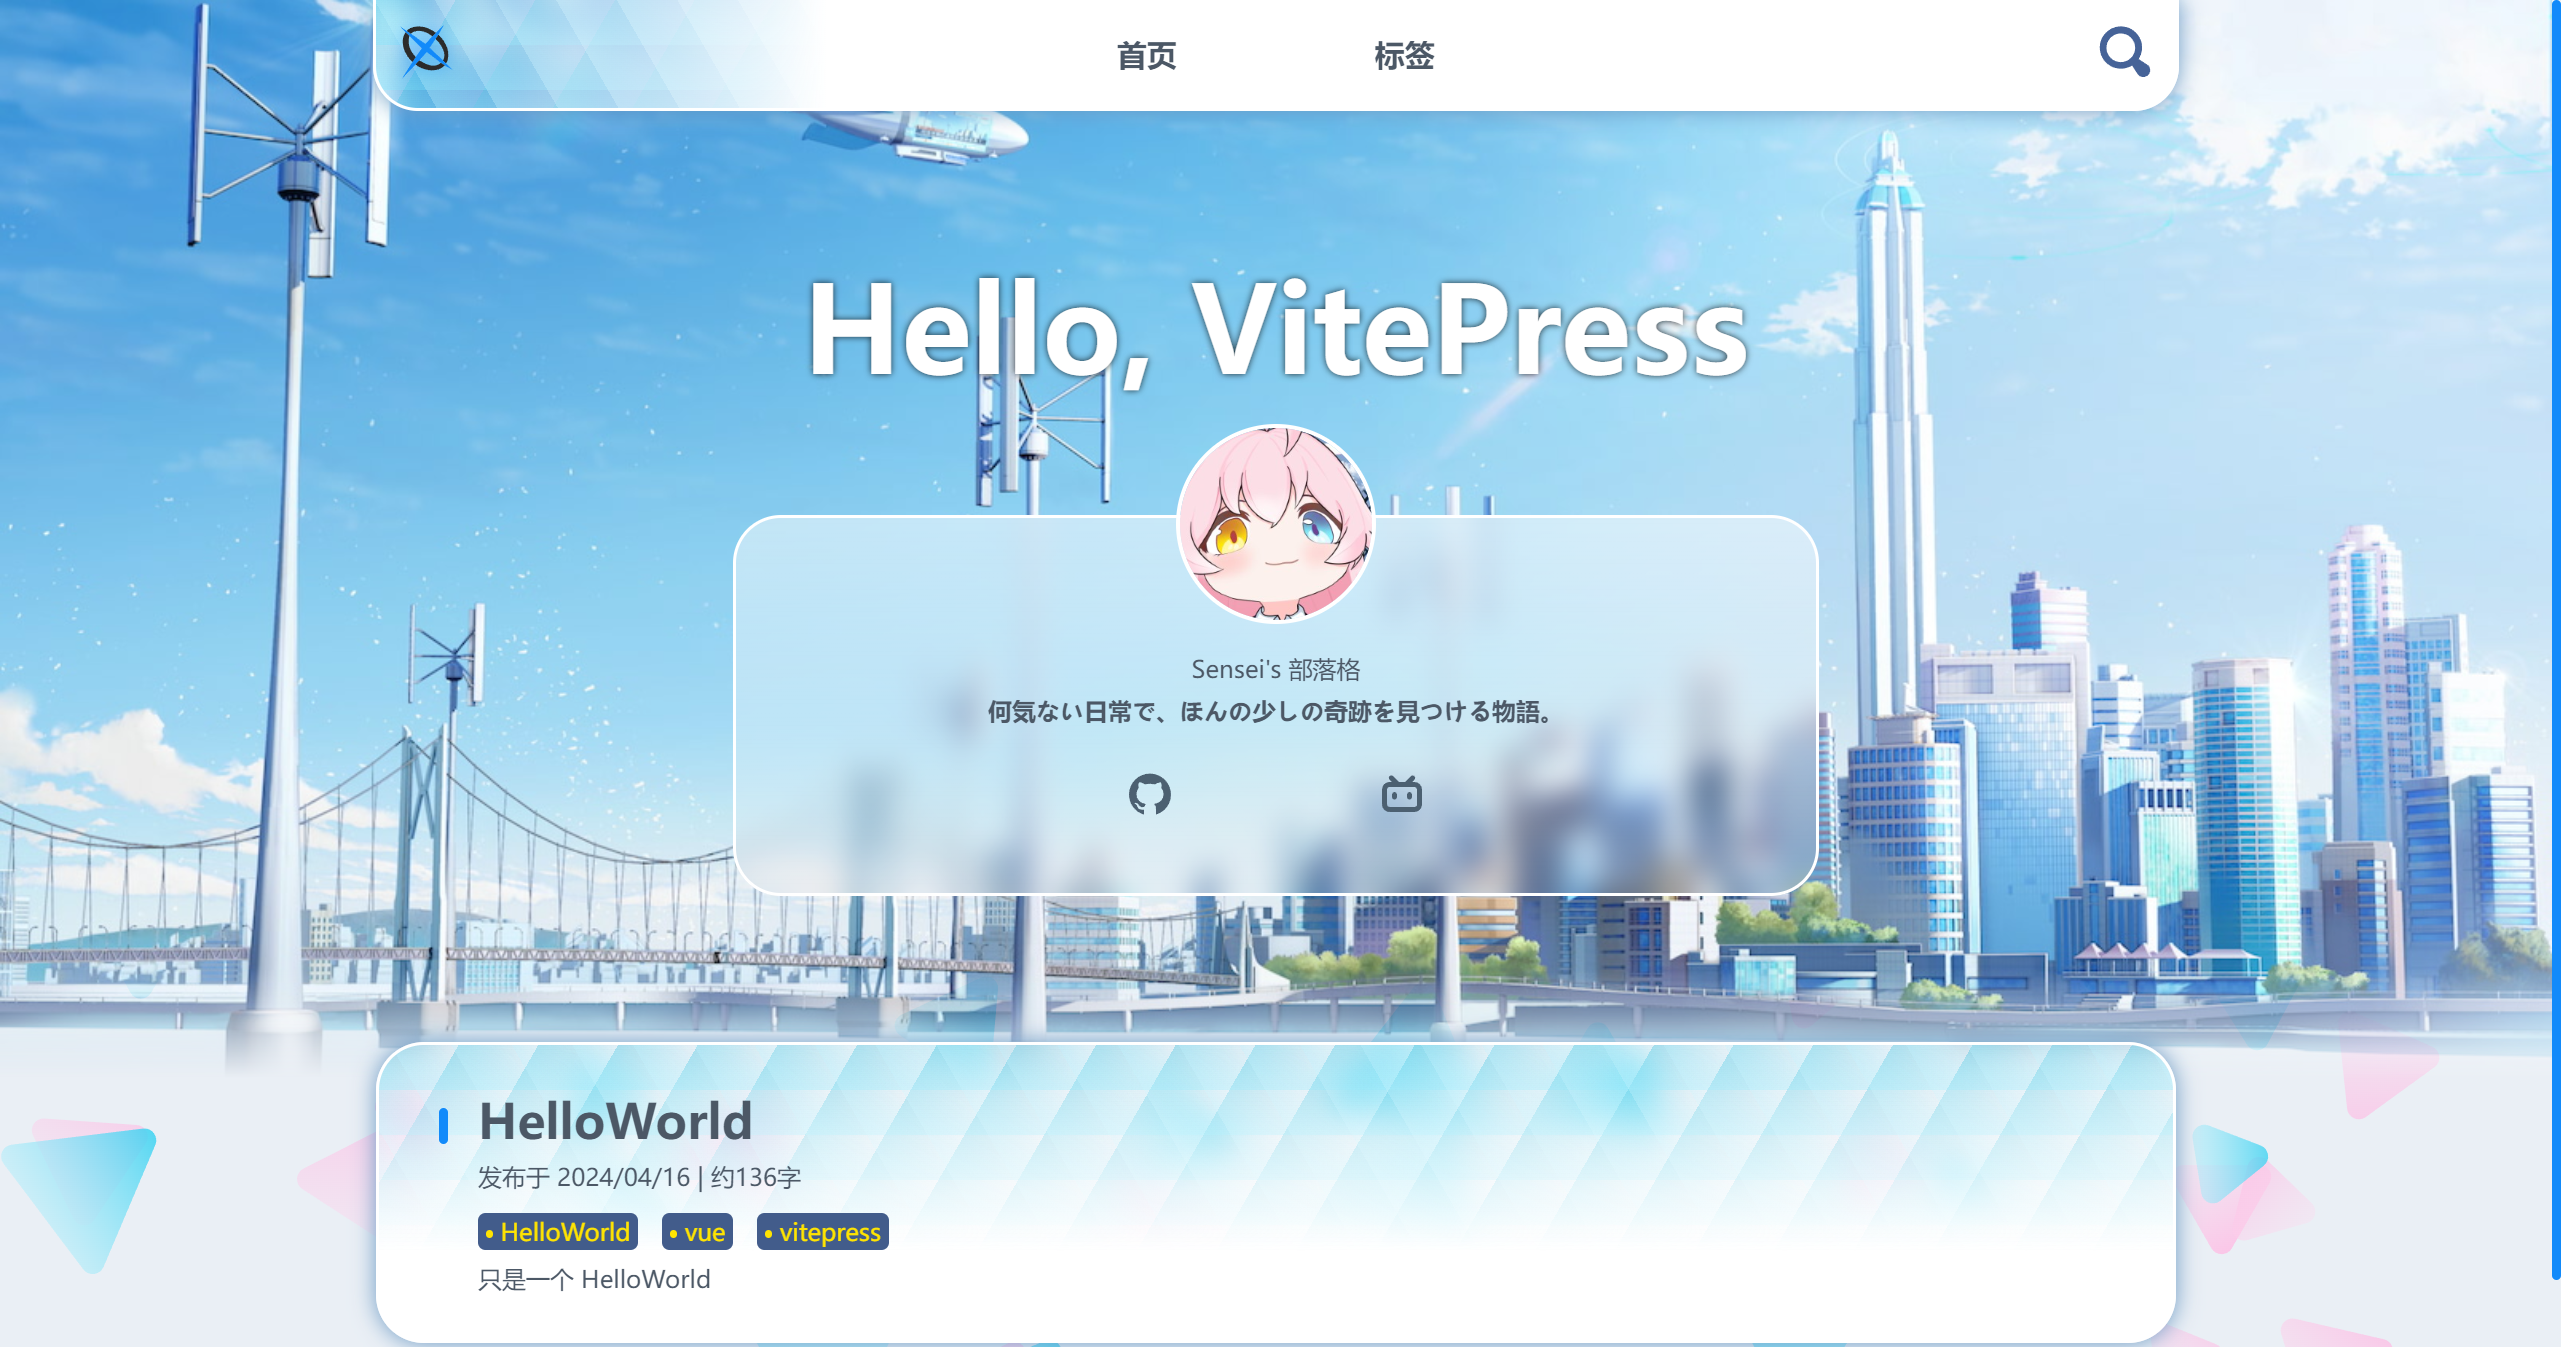 首页 标签
Hello, VitePress
Sensei's 部落格
何気ない日常で、ほんの少しの奇跡を見つける物語。
HelloWorld
发布于 2024/04/16 | 约136字
• HelloWorld • vue • vitepress
只是一个 HelloWorld